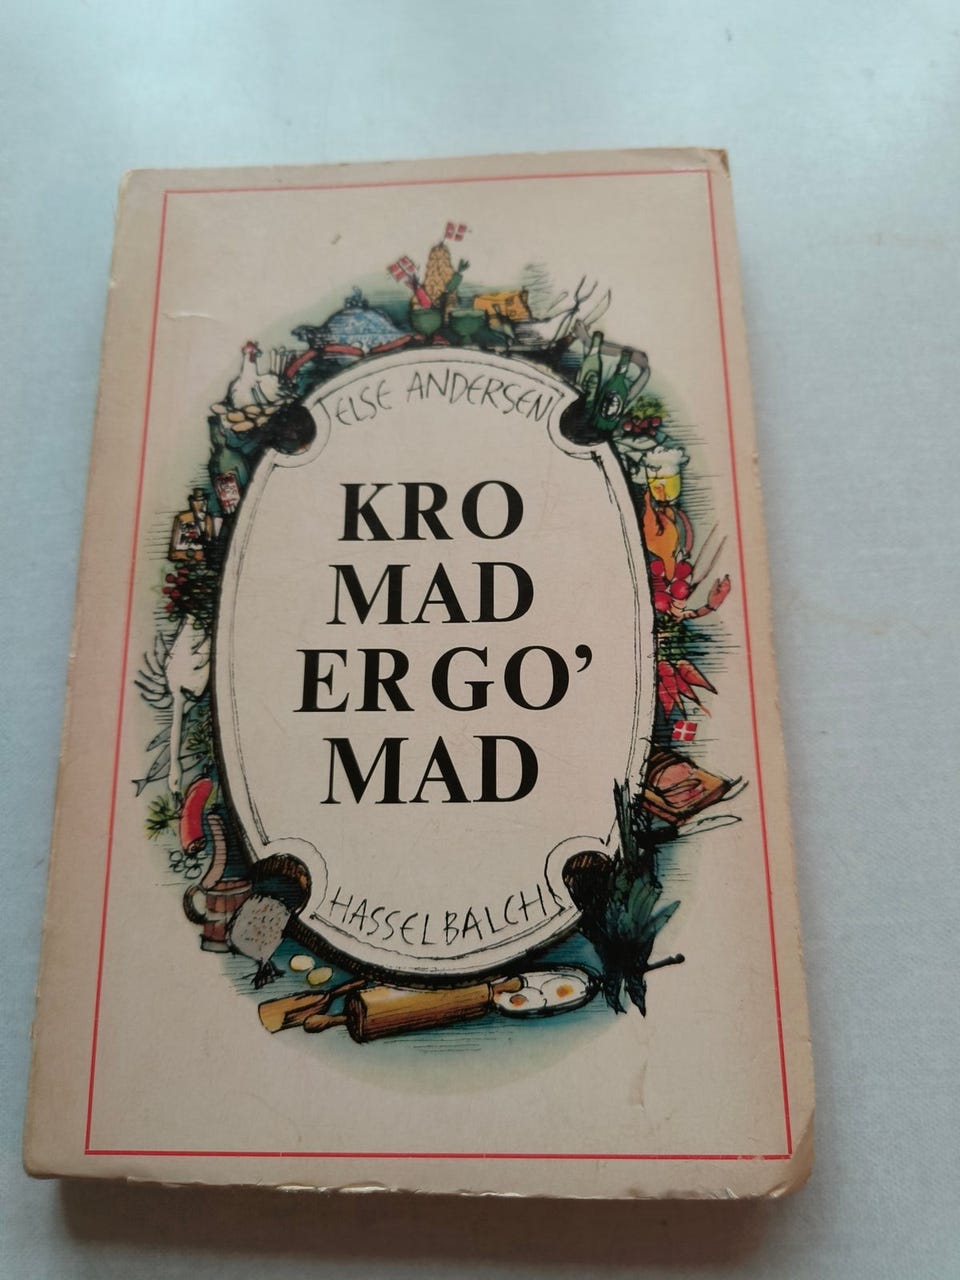 ELSE ANDERSEN
KRO
MAD
ER GO'
MAD
HASSELBALCH